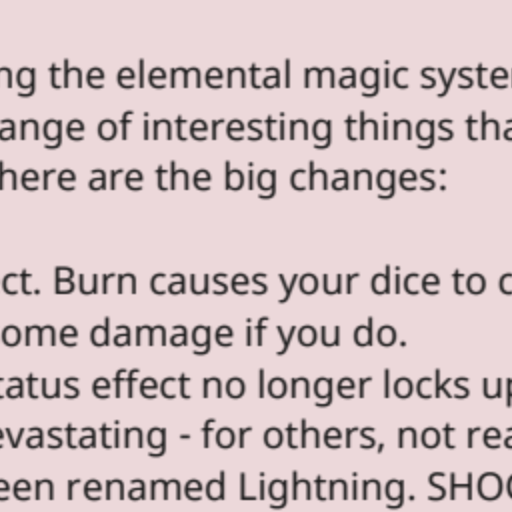 ng the elemental magic syste
ange of interesting things tha
here are the big changes:
ct. Burn causes your dice to c
ome damage if you do.
tatus effect no longer locks up
evastating - for others, not rea
een renamed Lightning. SHOC